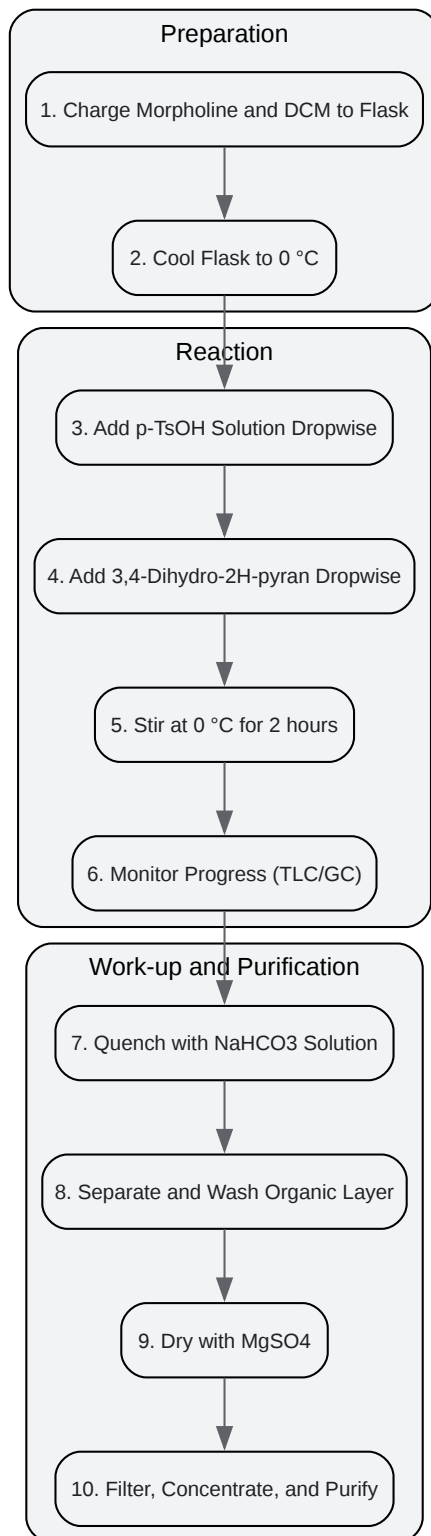 Preparation
1. Charge Morpholine and DCM to Flask
2. Cool Flask to 0 °C
Reaction
3. Add p-TsOH Solution Dropwise
4. Add 3,4-Dihydro-2H-pyran Dropwise
5. Stir at 0 °C for 2 hours
6. Monitor Progress (TLC/GC)
Work-up and Purification
7. Quench with NaHCO3 Solution
8. Separate and Wash Organic Layer
9. Dry with MgSO4
10. Filter, Concentrate, and Purify